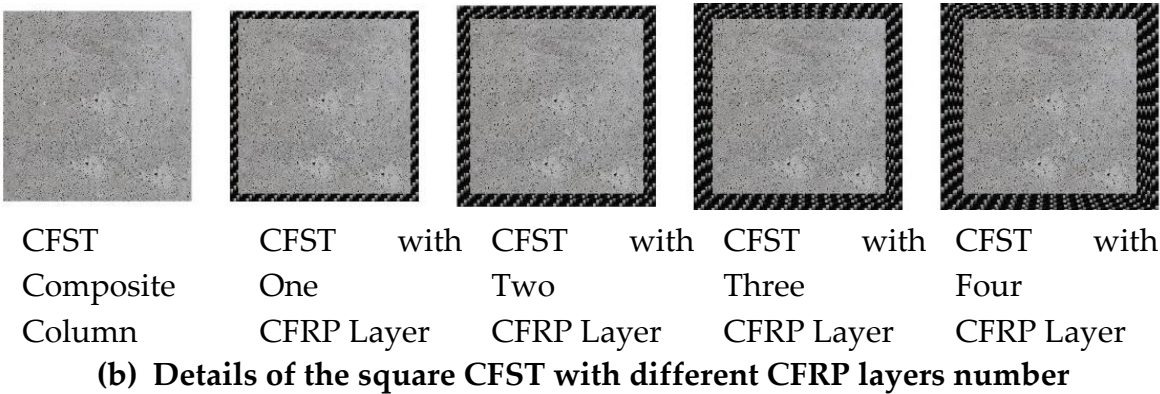 CFST CFST with CFST with CFST with CFST with
Composite One Two Three Four
Column CFRP Layer CFRP Layer CFRP Layer CFRP Layer
(b) Details of the square CFST with different CFRP layers number